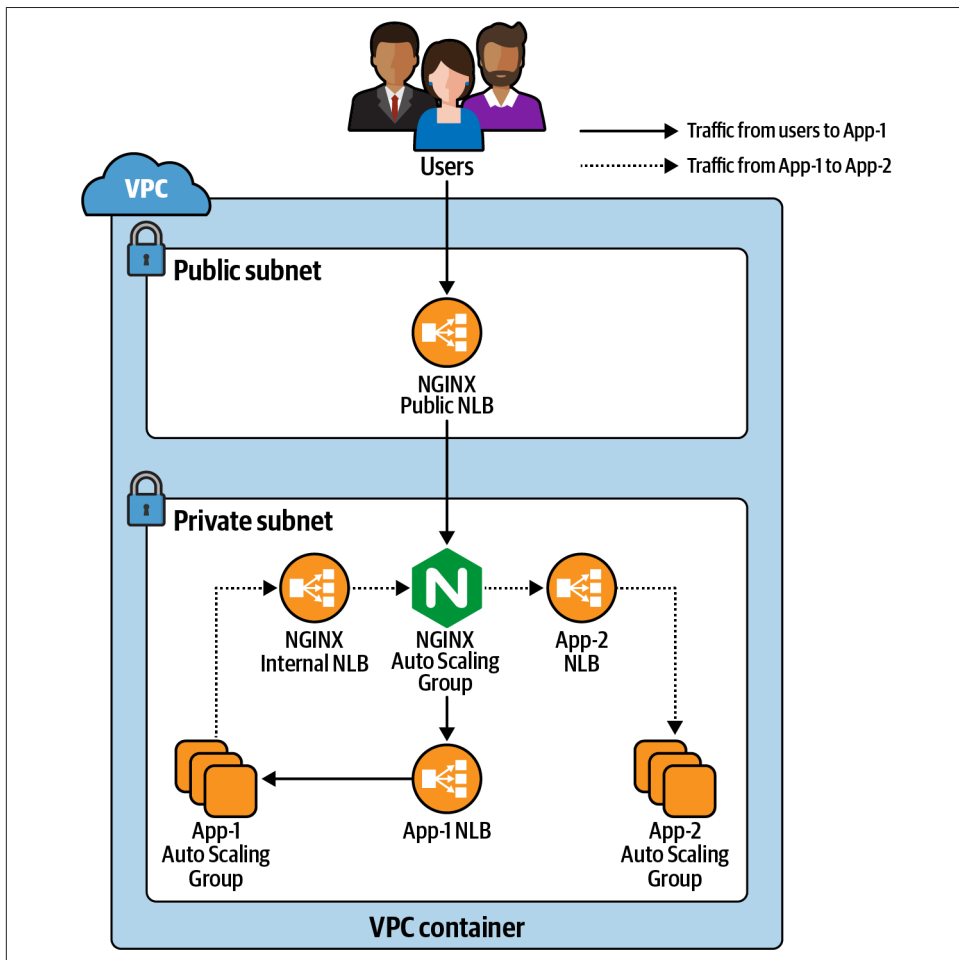 Users
Traffic from users to App-1
Traffic from App-1 to App-2
VPC
Public subnet
NGINX
Public NLB
Private subnet
NGINX
Internal NLB
N
NGINX
Auto Scaling
Group
App-2
NLB
App-1
Auto Scaling
Group
App-1 NLB
App-2
Auto Scaling
Group
VPC container